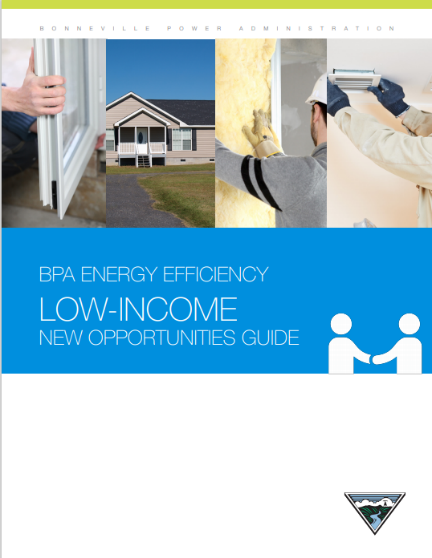 BONNEVILLE POWER ADMINISTRATION
BPA ENERGY EFFICIENCY
LOW-INCOME
NEW OPPORTUNITIES GUIDE